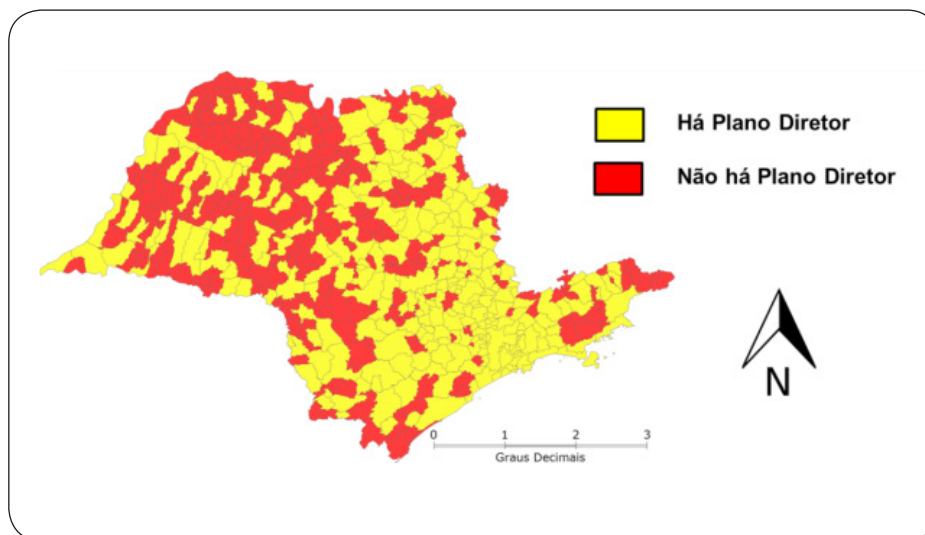 Há Plano Diretor
Não há Plano Diretor
N
0 1 2 3
Graus Decimais